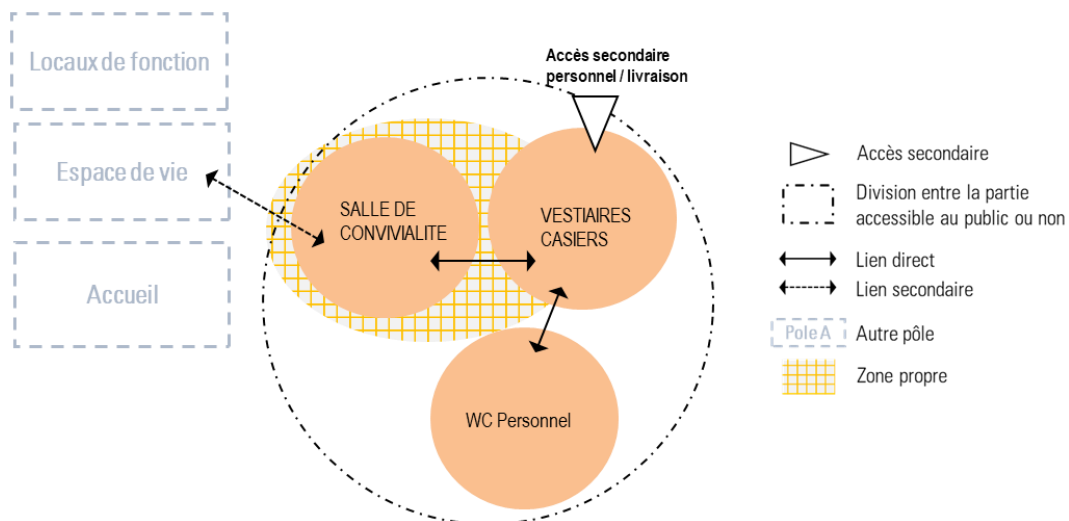 Locaux de fonction
Espace de vie
Accueil
Accès secondaire
personnel / livraison
SALLE DE
CONVIVIALITE
VESTIAIRES
CASIERS
WC Personnel
Accès secondaire
Division entre la partie
accessible au public ou non
Lien direct
Lien secondaire
Pole A
Autre pôle
Zone propre